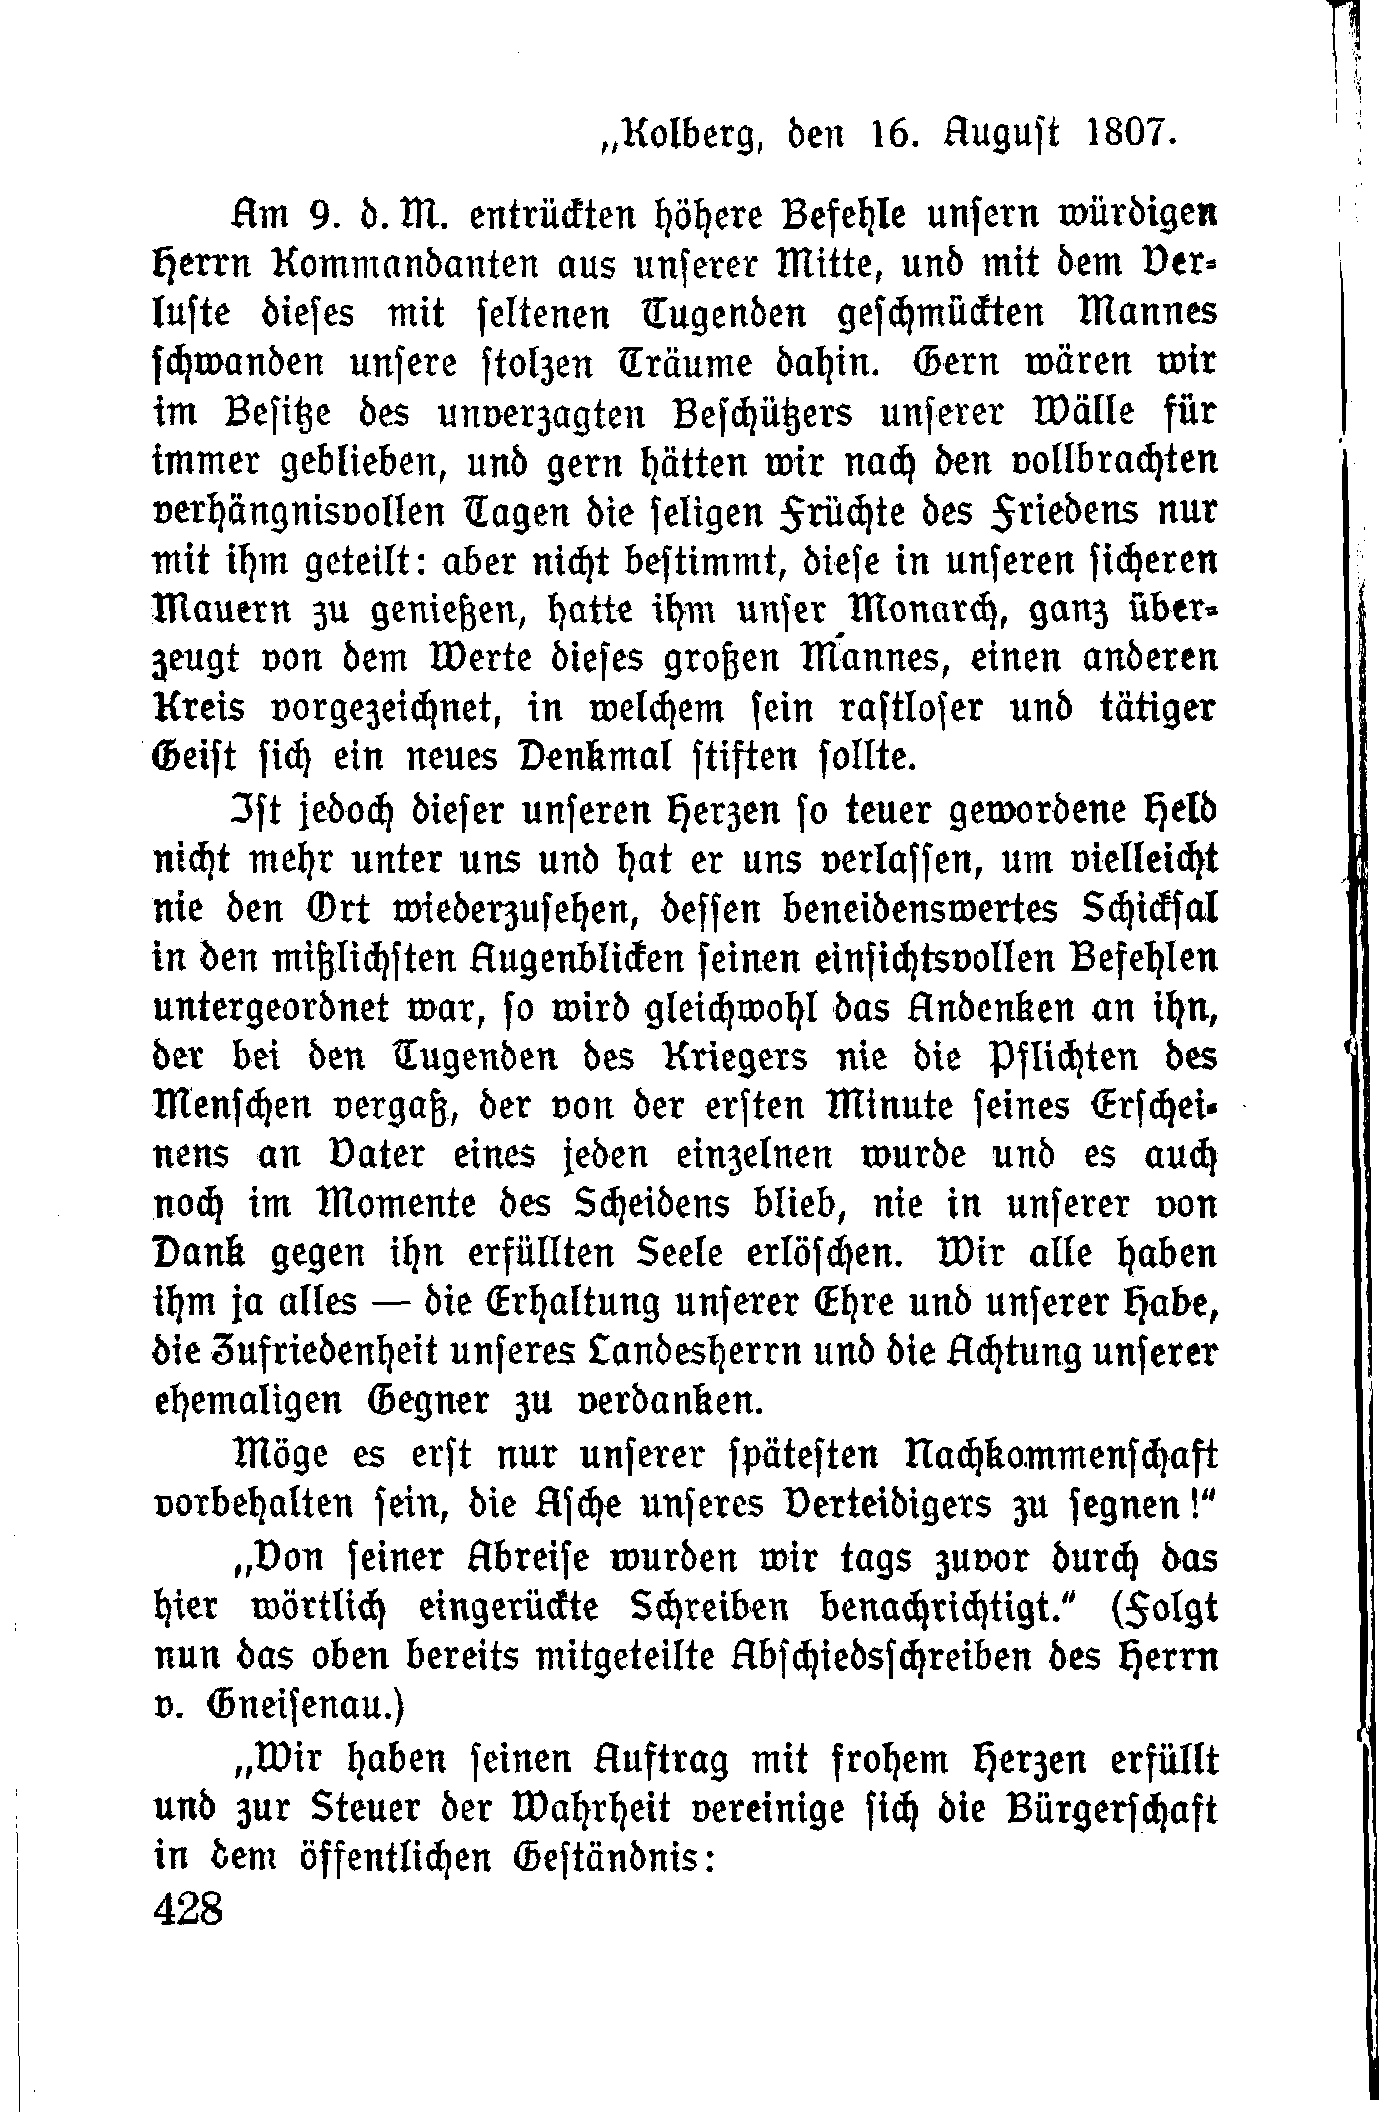 „Kolberg, den 16. August 1807.
Am 9. d. M. entrückten höhere Befehle unsern würdigen
Herrn Kommandanten aus unserer Mitte, und mit dem Ver-
luste dieses mit seltenen Tugenden geschmückten Mannes
schwanden unsere stolzen Träume dahin. Gern wären wir
im Besitze des unverzagten Beschützers unserer Wälle für
immer geblieben, und gern hätten wir nach den vollbrachten
verhängnisvollen Tagen die seligen Früchte des Friedens nur
mit ihm geteilt: aber nicht bestimmt, diese in unseren sicheren
Mauern zu genießen, hatte ihm unser Monarch, ganz über-
zeugt von dem Werte dieses großen Mannes, einen anderen
Kreis vorgezeichnet, in welchem sein rastloser und tätiger
Geist sich ein neues Denkmal stiften sollte.
Ist jedoch dieser unseren Herzen so teuer gewordene Held
nicht mehr unter uns und hat er uns verlassen, um vielleicht
nie den Ort wiederzusehen, dessen beneidenswertes Schicksal
in den mißlichsten Augenblicken seinen einsichtsvollen Befehlen
untergeordnet war, so wird gleichwohl das Andenken an ihn,
der bei den Tugenden des Kriegers nie die Pflichten des
Menschen vergaß, der von der ersten Minute seines Erschei-
nens an Vater eines jeden einzelnen wurde und es auch
noch im Momente des Scheidens blieb, nie in unserer von
Dank gegen ihn erfüllten Seele erlöschen. Wir alle haben
ihm ja alles — die Erhaltung unserer Ehre und unserer Habe,
die Zufriedenheit unseres Landesherrn und die Achtung unserer
ehemaligen Gegner zu verdanken.
Möge es erst nur unserer spätesten Nachkommenschaft
vorbehalten sein, die Asche unseres Verteidigers zu segnen!“
„Von seiner Abreise wurden wir tags zuvor durch das
hier wörtlich eingerückte Schreiben benachrichtigt.“ (Folgt
nun das oben bereits mitgeteilte Abschiedsschreiben des Herrn
v. Gneisenau.)
„Wir haben seinen Auftrag mit frohem Herzen erfüllt
und zur Steuer der Wahrheit vereinige sich die Bürgerschaft
in dem öffentlichen Geständnis:
428